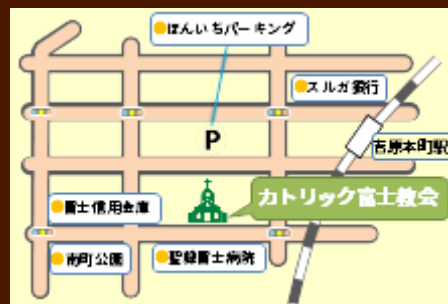 ほんいちパーキング
スルガ銀行
P
吉原本町駅
カトリック富士教会
富士信用金庫
南町公園
聖隷富士病院